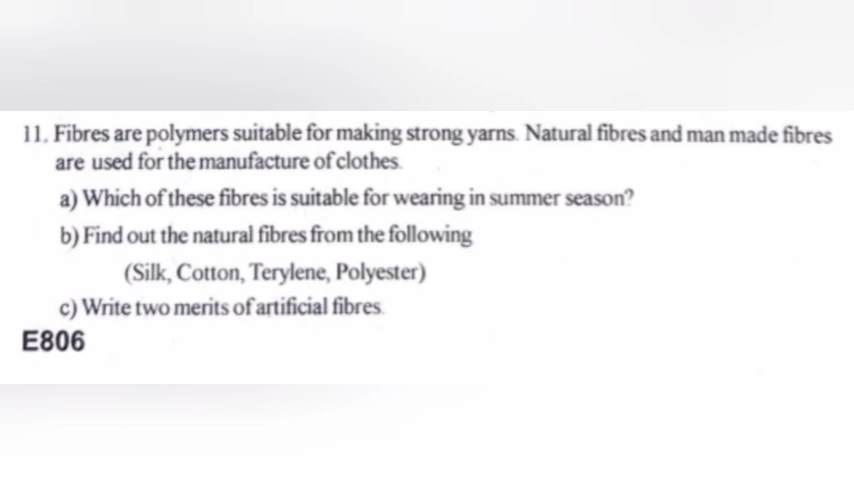 11. Fibres are polymers suitable for making strong yarns. Natural fibres and man made fibres
are used for the manufacture of clothes.
a) Which of these fibres is suitable for wearing in summer season?
b) Find out the natural fibres from the following
(Silk, Cotton, Terylene, Polyester)
c) Write two merits of artificial fibres.
E806